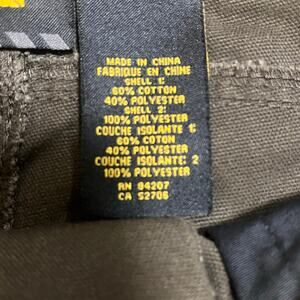 MADE IN CHINA
FABRIQUE EN CHINE
SHELL 1:
60% COTTON
40% POLYESTER
SHELL 2:
100% POLYESTER
COUCHE ISOLANTE 1:
60% COTON
40% POLYESTER
COUCHE ISOLANTE: 2
100% POLYESTER
RN 94207
CA 52706